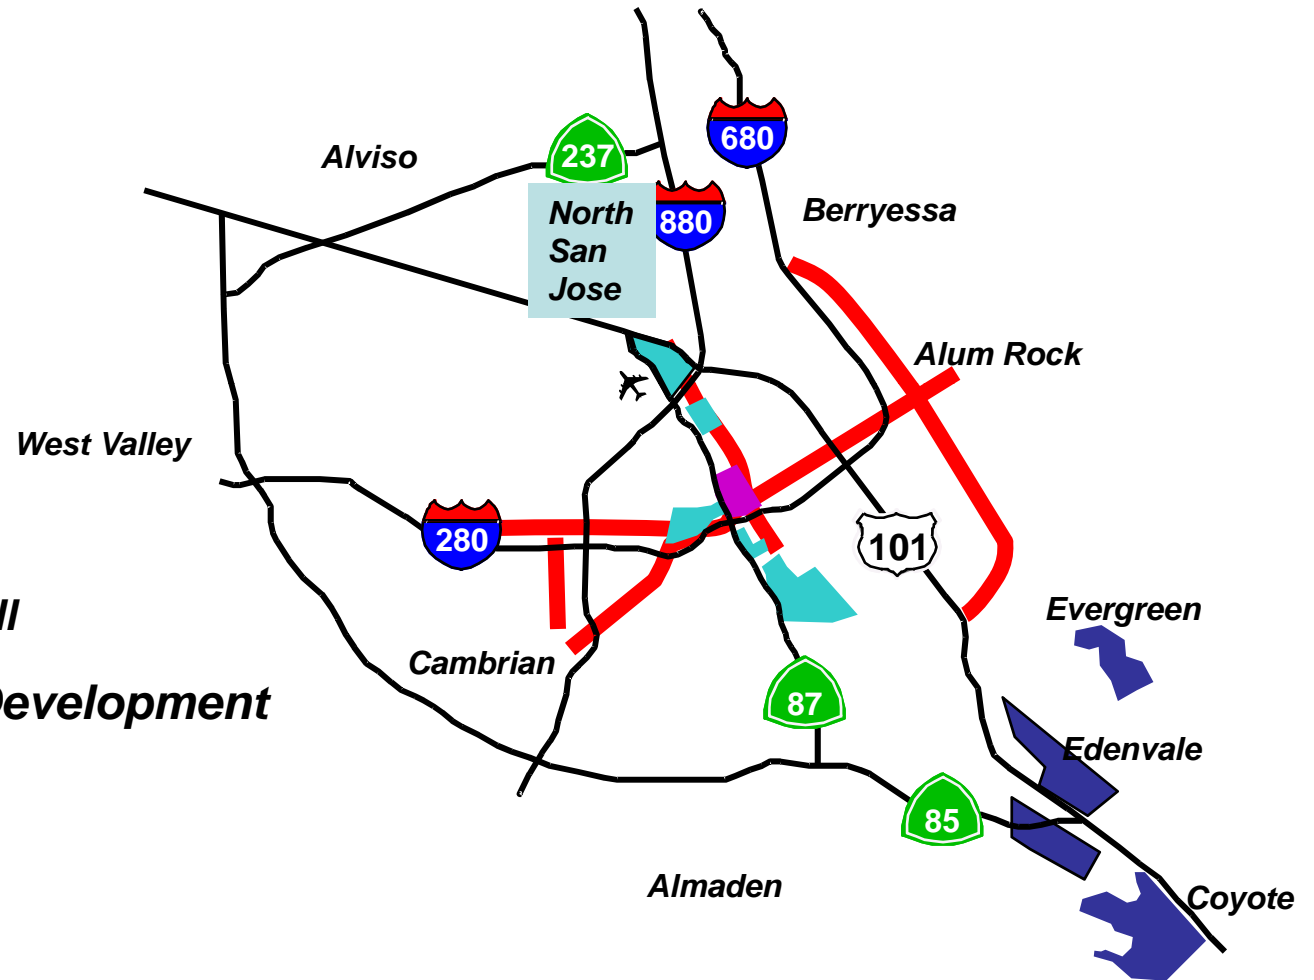 680
Alviso
237
Berryessa
North
San
Jose
880
Alum Rock
West Valley
280
101
ll
Evergreen
Cambrian
Development
87
Edenvale
85
Almaden
Coyote